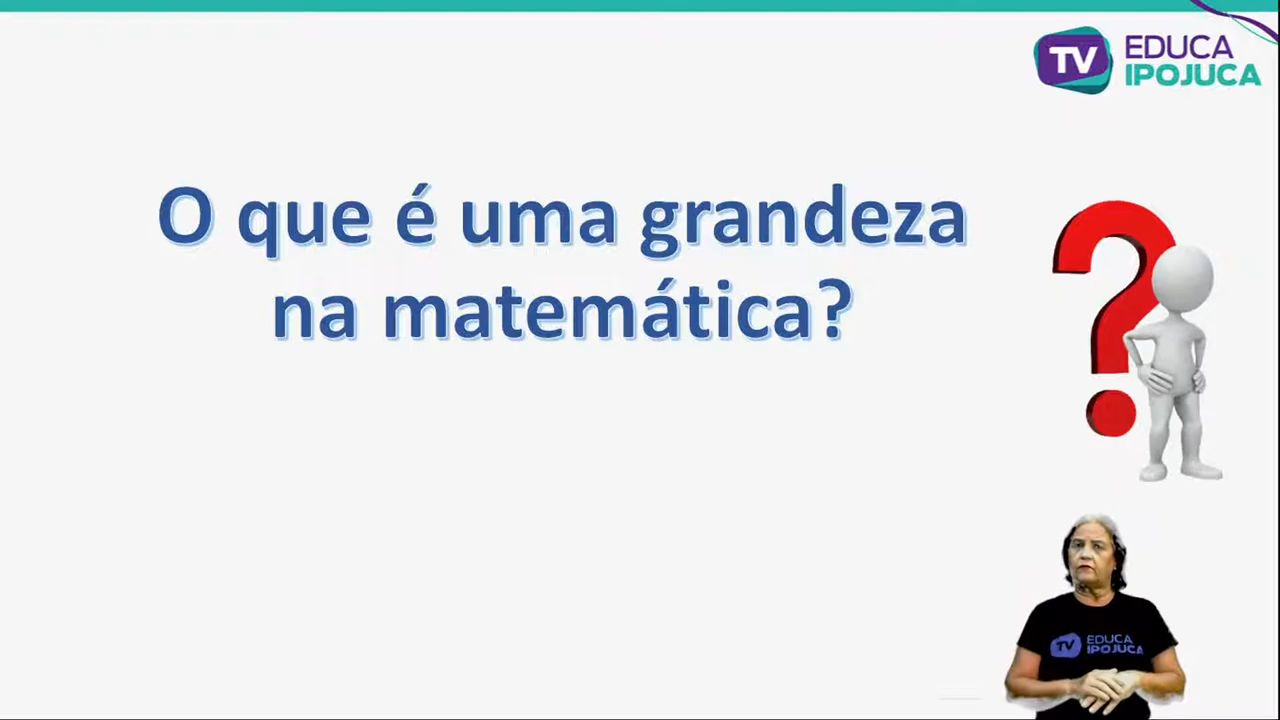 TV EDUCA
IPOJUCA
O que é uma grandeza
na matemática?
TV EDUCA
IPOJUCA